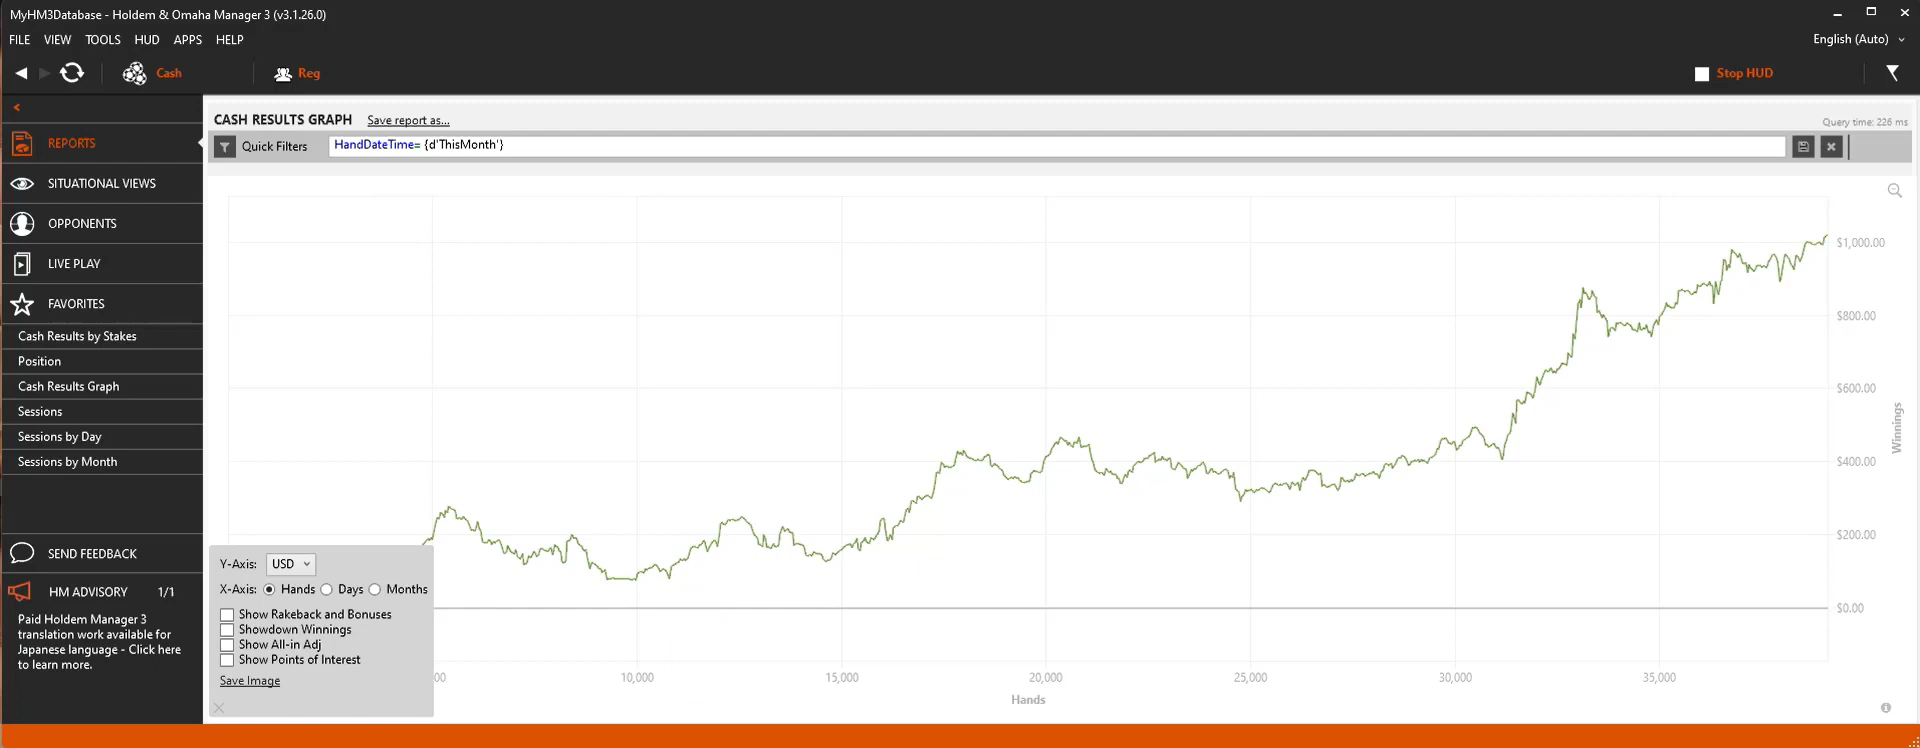 MyHM3Database - Holdem & Omaha Manager 3 (v3.1.26.0)
FILE VIEW TOOLS HUD APPS HELP
English (Auto)
Cash
Reg
Stop HUD
REPORTS
SITUATIONAL VIEWS
OPPONENTS
LIVE PLAY
FAVORITES
Cash Results by Stakes
Position
Cash Results Graph
Sessions
Sessions by Day
Sessions by Month
SEND FEEDBACK
HM ADVISORY 1/1
Paid Holdem Manager 3
translation work available for
Japanese language - Click here
to learn more.
CASH RESULTS GRAPH Save report as...
Query time: 226 ms
Quick Filters HandDateTime= {d'ThisMonth'}
$1,000.00
$800.00
$600.00
$400.00
$200.00
$0.00
Winnings
Y-Axis: USD
X-Axis: Hands Days Months
Show Rakeback and Bonuses
Showdown Winnings
Show All-in Adj
Show Points of Interest
Save Image
00 10,000 15,000 20,000 25,000 30,000 35,000
Hands